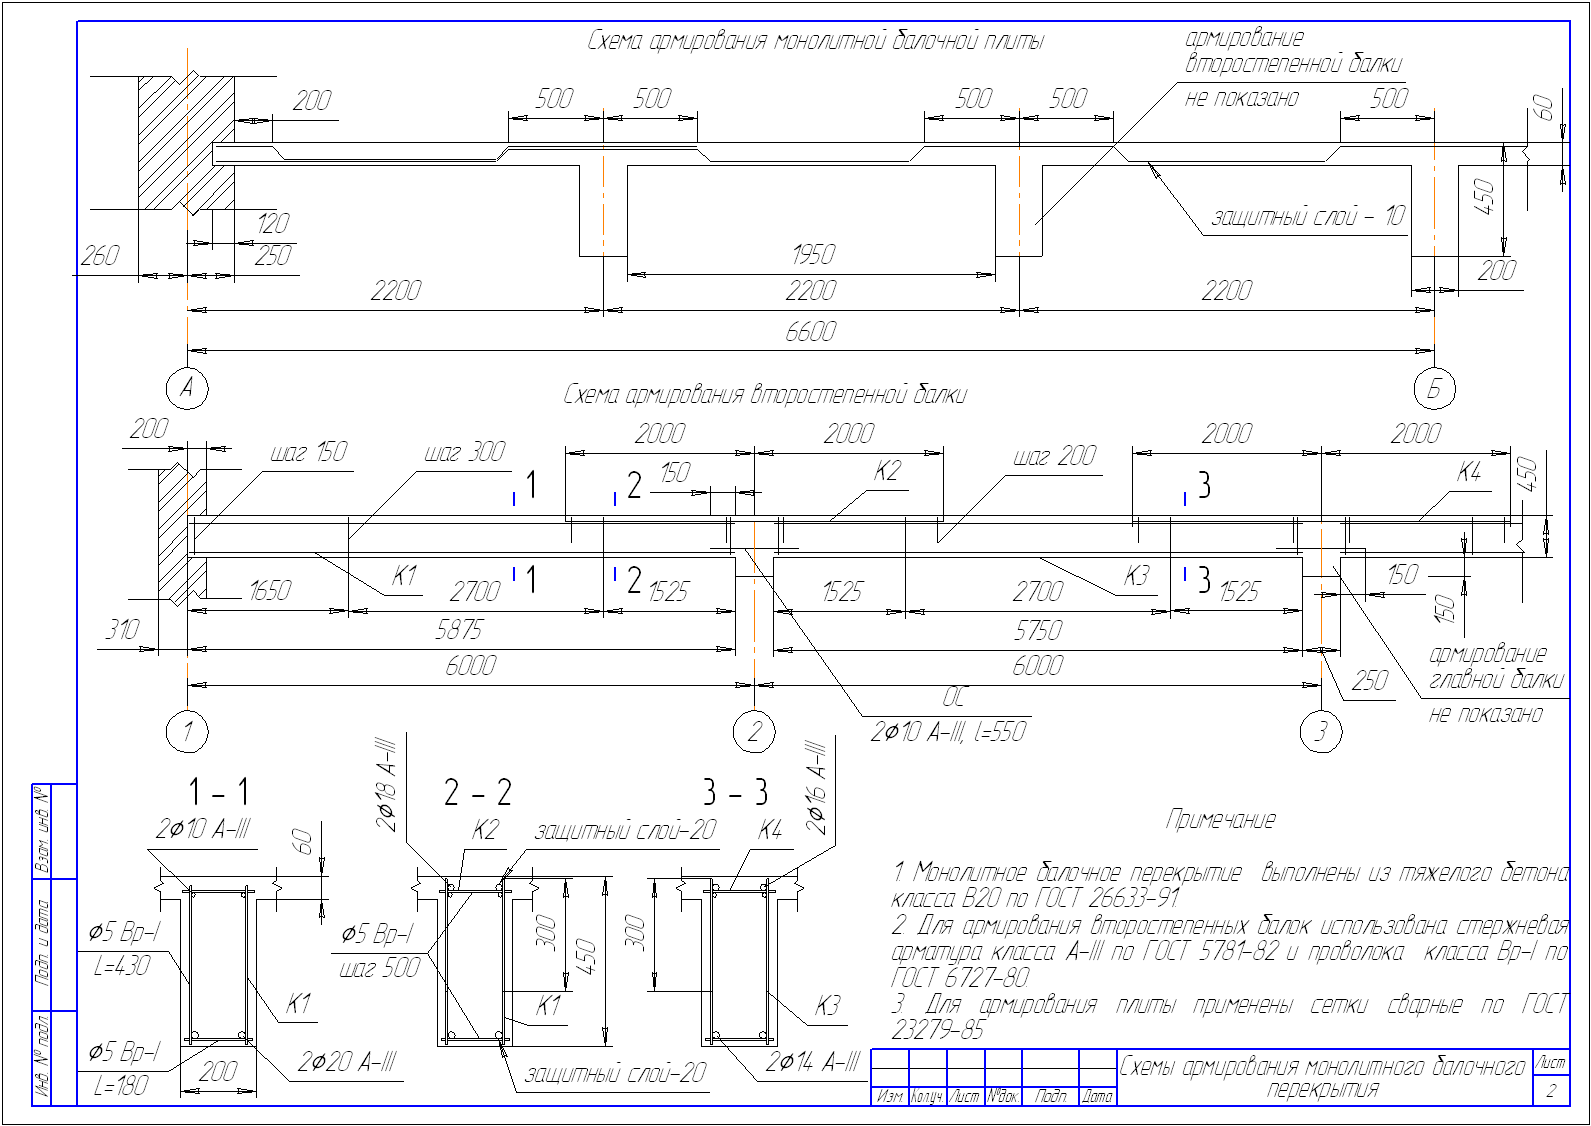 Схема армирования монолитной балочной плиты
армирование
второстепенной балки
не показано
200
500
500
500
500
500
60
450
защитный слой - 10
120
260
250
1950
200
2200
2200
2200
6600
А
Б
Схема армирования второстепенной балки
200
шаг 150
шаг 300
2000
2000
2000
2000
150
К2
шаг 200
К4
450
1
2
3
1
2
3
К1
К3
150
150
1650
2700
1525
1525
2700
1525
310
5875
5750
6000
6000
250
армирование
главной балки
не показано
ОС
2ϕ10 А-III, l=550
1
2
3
1 - 1
2 - 2
3 - 3
2ϕ10 А-III
60
2ϕ18 А-III
К2
защитный слой-20
К4
2ϕ16 А-III
ϕ5 Вр-I
L=430
К1
ϕ5 Вр-I
L=180
200
2ϕ20 А-III
ϕ5 Вр-I
шаг 500
300
450
К1
защитный слой-20
300
К3
2ϕ14 А-III
Примечание
1 Монолитное балочное перекрытие выполнены из тяжелого бетона
класса В20 по ГОСТ 26633-91.
2. Для армирования второстепенных балок использована стержневая
арматура класса А-III по ГОСТ 5781-82 и проволока класса Вр-I по
ГОСТ 6727-80.
3. Для армирования плиты применены сетки сварные по ГОСТ
23279-85
Взам. инв. №
Подп. и дата
Инв. № подл.
Изм. Колуч. Лист №док. Подп. Дата
Схемы армирования монолитного балочного
перекрытия
Лист
2